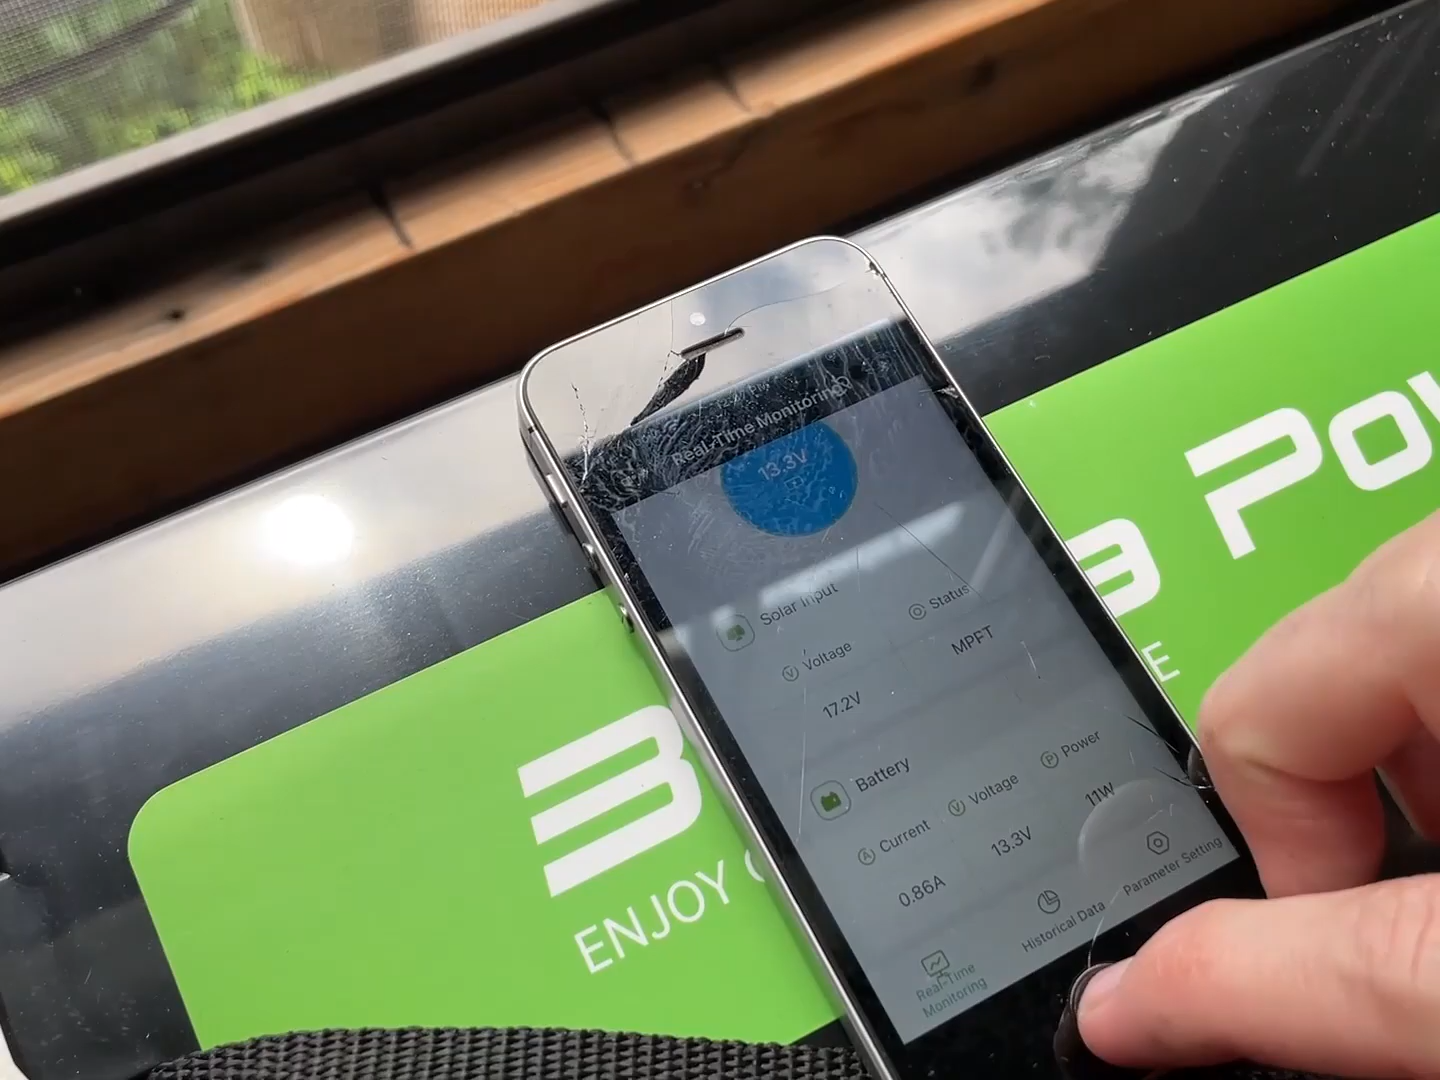 Real-Time Monitoring
13.3V
Solar Input
Status
Voltage
MPFT
17.2V
Battery
Power
Voltage
Current
11W
13.3V
0.86A
Parameter Setting
Historical Data
Real-Time
Monitoring
ENJOY